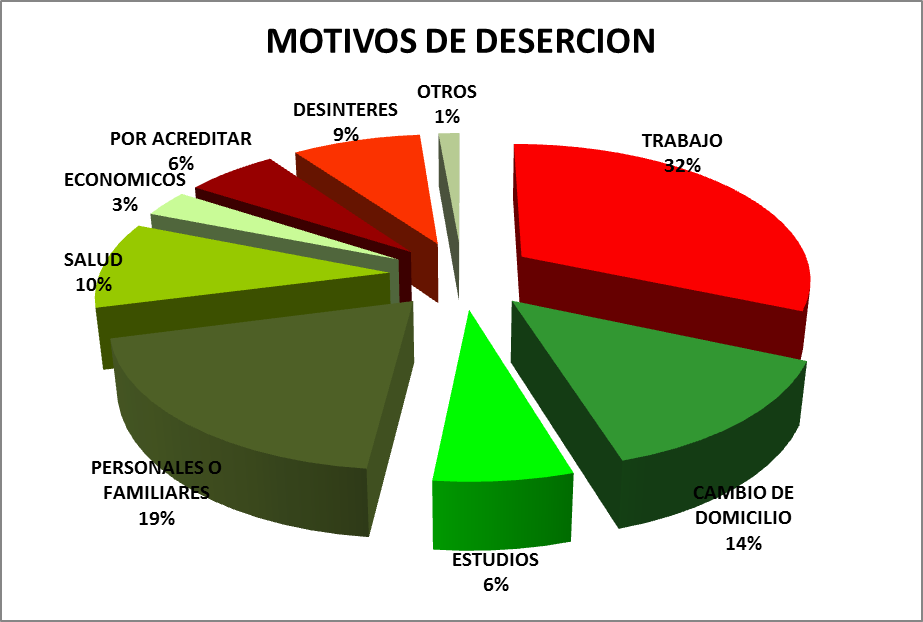 MOTIVOS DE DESERCION
OTROS
1%
DESINTERES
9%
POR ACREDITAR
6%
ECONOMICOS
3%
SALUD
10%
PERSONALES O
FAMILIARES
19%
ESTUDIOS
6%
CAMBIO DE
DOMICILIO
14%
TRABAJO
32%